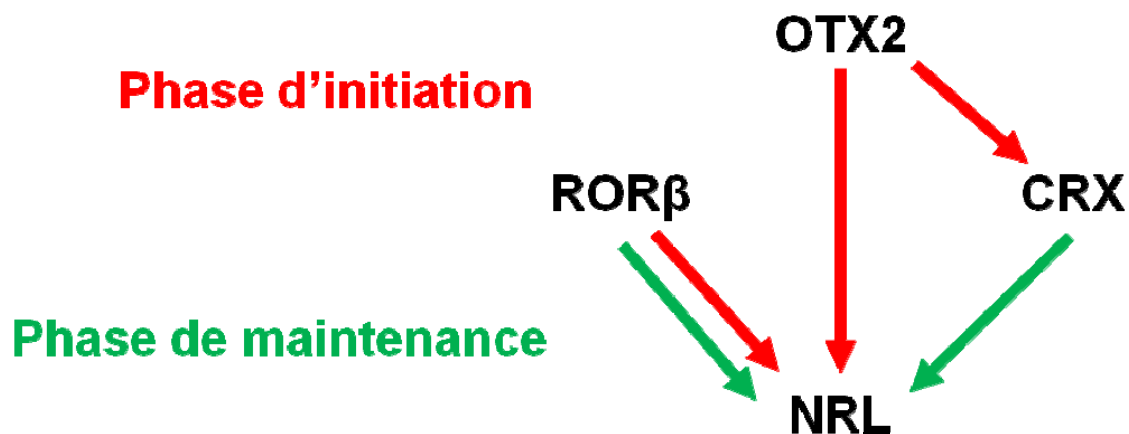 OTX2
Phase d’initiation
RORβ
CRX
Phase de maintenance
NRL